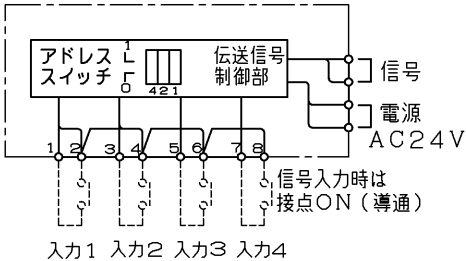 アドレス
スイッチ
1
0
421
伝送信号
制御部
信号
電源
AC24V
1 2 3 4 5 6 7 8
信号入力時は
接点ON（導通）
入力1 入力2 入力3 入力4